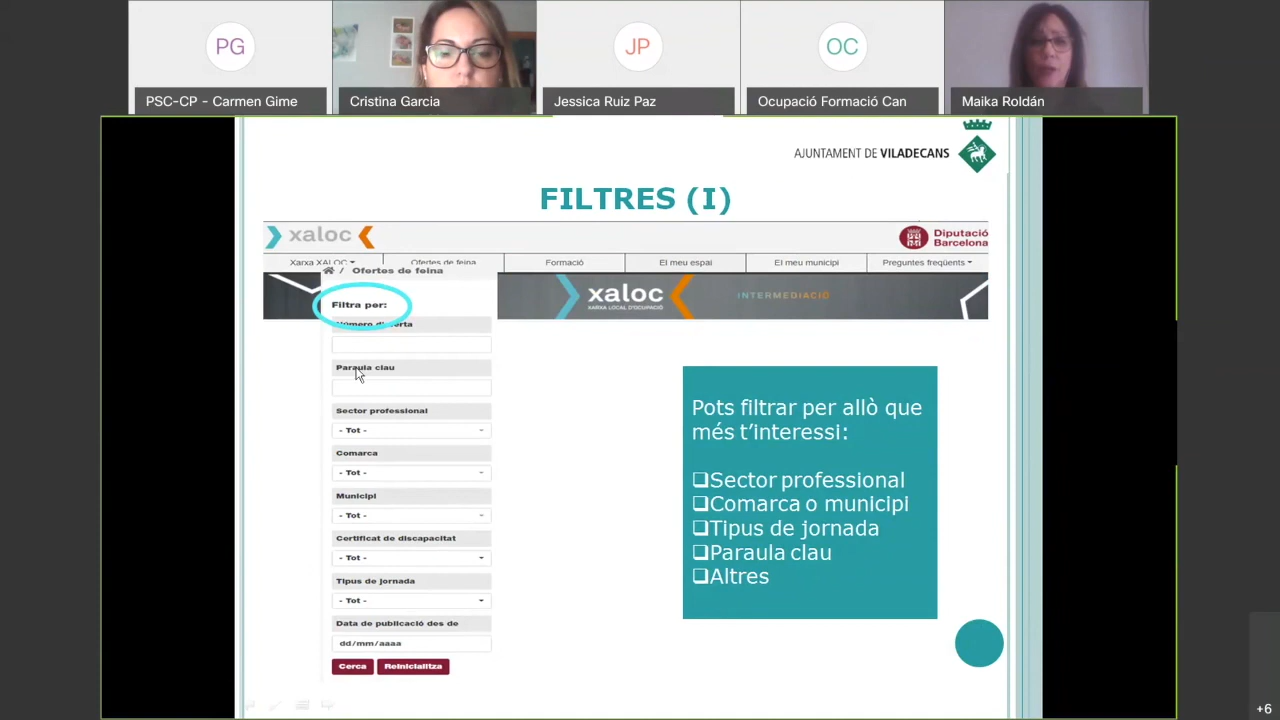 PG
JP
OC
PSC-CP - Carmen Gime
Cristina Garcia
Jessica Ruiz Paz
Ocupació Formació Can
Maika Roldán
AJUNTAMENT DE VILADECANS
FILTRES (I)
xaloc
Diputació
Barcelona
Xarxa XALOC
Ofertes de feina
Formació
El meu espai
El meu municipi
Preguntes freqüents
/ Ofertes de feina
xaloc
XARXA LOCAL D'OCUPACIÓ
INTERMEDIACIÓ
Filtra per:
Número d'oferta
Paraula clau
Sector professional
- Tot -
Comarca
- Tot -
Municipi
- Tot -
Certificat de discapacitat
- Tot -
Tipus de jornada
- Tot -
Data de publicació des de
dd/mm/aaaa
Cerca
Reinicialitza
Pots filtrar per allò que
més t'interessi:
❑Sector professional
❑Comarca o municipi
❑Tipus de jornada
❑Paraula clau
❑Altres
+6